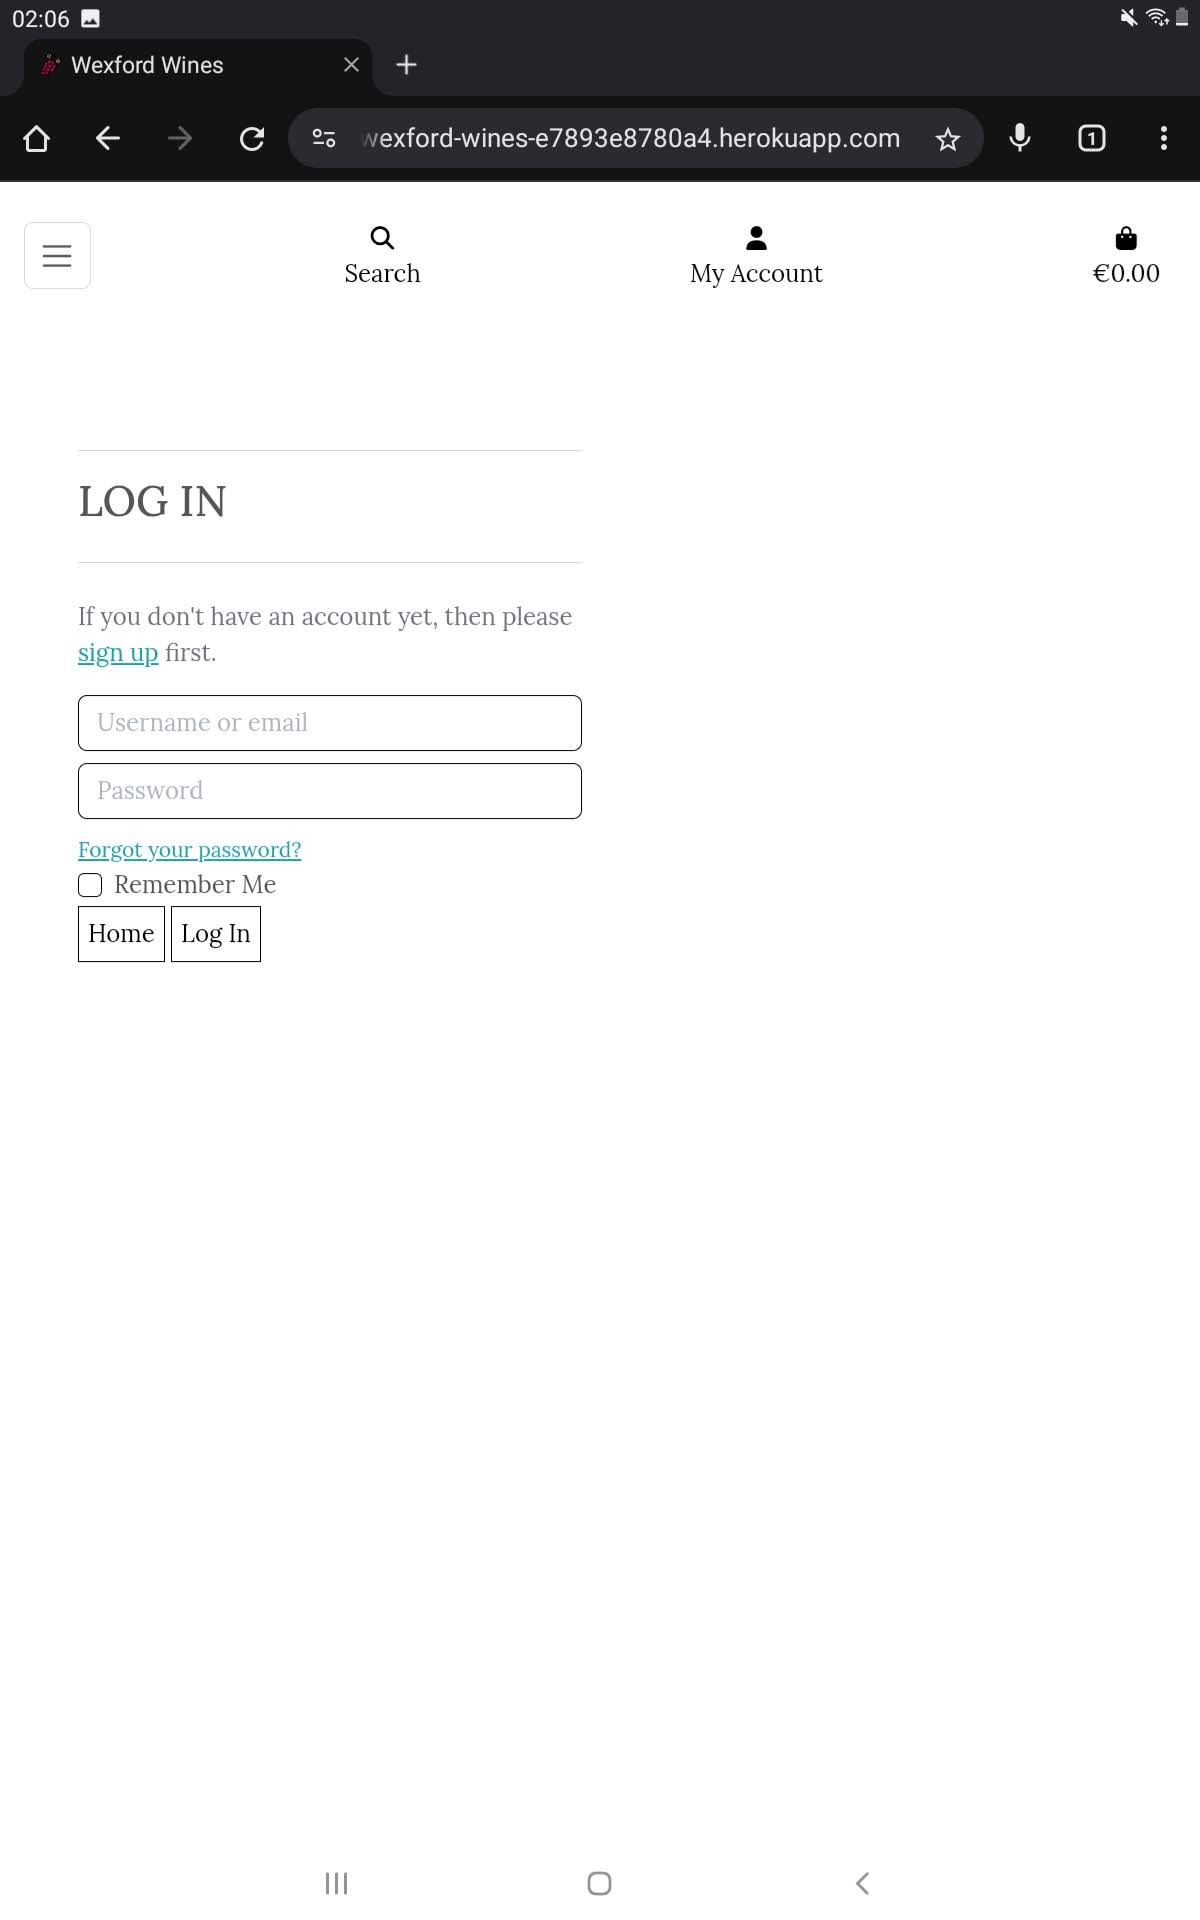 02:06
Wexford Wines
wexford-wines-e7893e8780a4.herokuapp.com
1
Search
My Account
€0.00
LOG IN
If you don't have an account yet, then please
sign up first.
Username or email
Password
Forgot your password?
Remember Me
Home
Log In